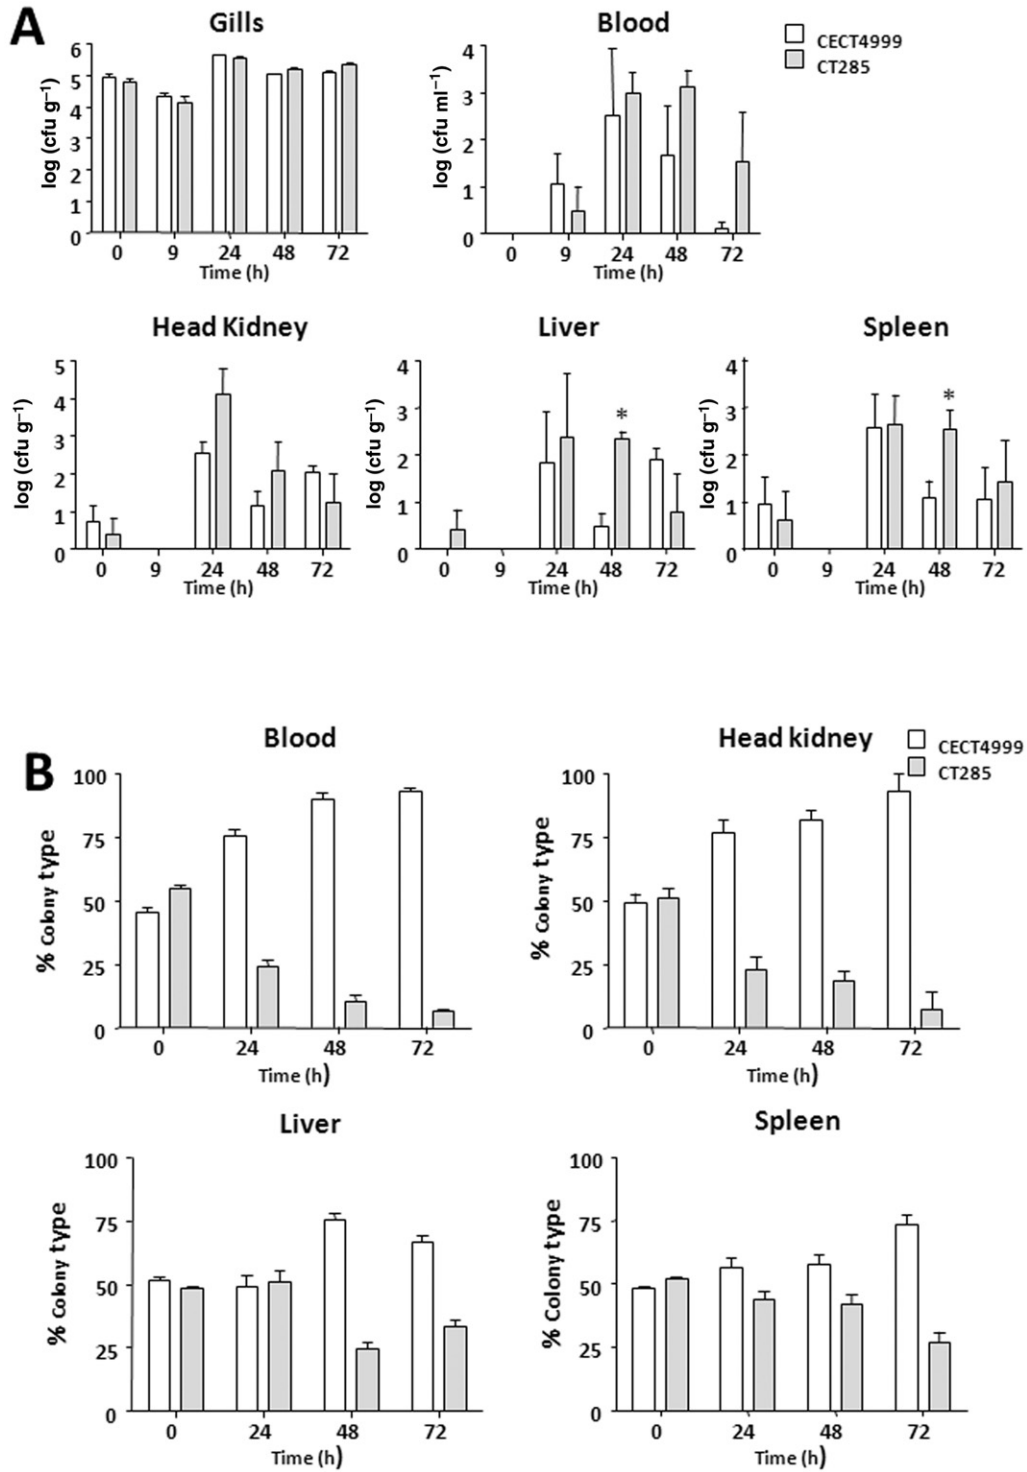 A
Gills
Blood
CECT4999
CT285
log (cfu g⁻¹)
6
5
4
3
2
1
0
0 9 24 48 72
Time (h)
log (cfu ml⁻¹)
4
3
2
1
0
0 9 24 48 72
Time (h)
Head Kidney
log (cfu g⁻¹)
5
4
3
2
1
0
0 9 24 48 72
Time (h)
Liver
log (cfu g⁻¹)
4
3
2
1
0
*
0 9 24 48 72
Time (h)
Spleen
log (cfu g⁻¹)
4
3
2
1
0
*
0 9 24 48 72
Time (h)
B
Blood
% Colony type
100
75
50
25
0
0 24 48 72
Time (h)
Head kidney
CECT4999
CT285
% Colony type
100
75
50
25
0
0 24 48 72
Time (h)
Liver
% Colony type
100
75
50
25
0
0 24 48 72
Time (h)
Spleen
% Colony type
100
75
50
25
0
0 24 48 72
Time (h)